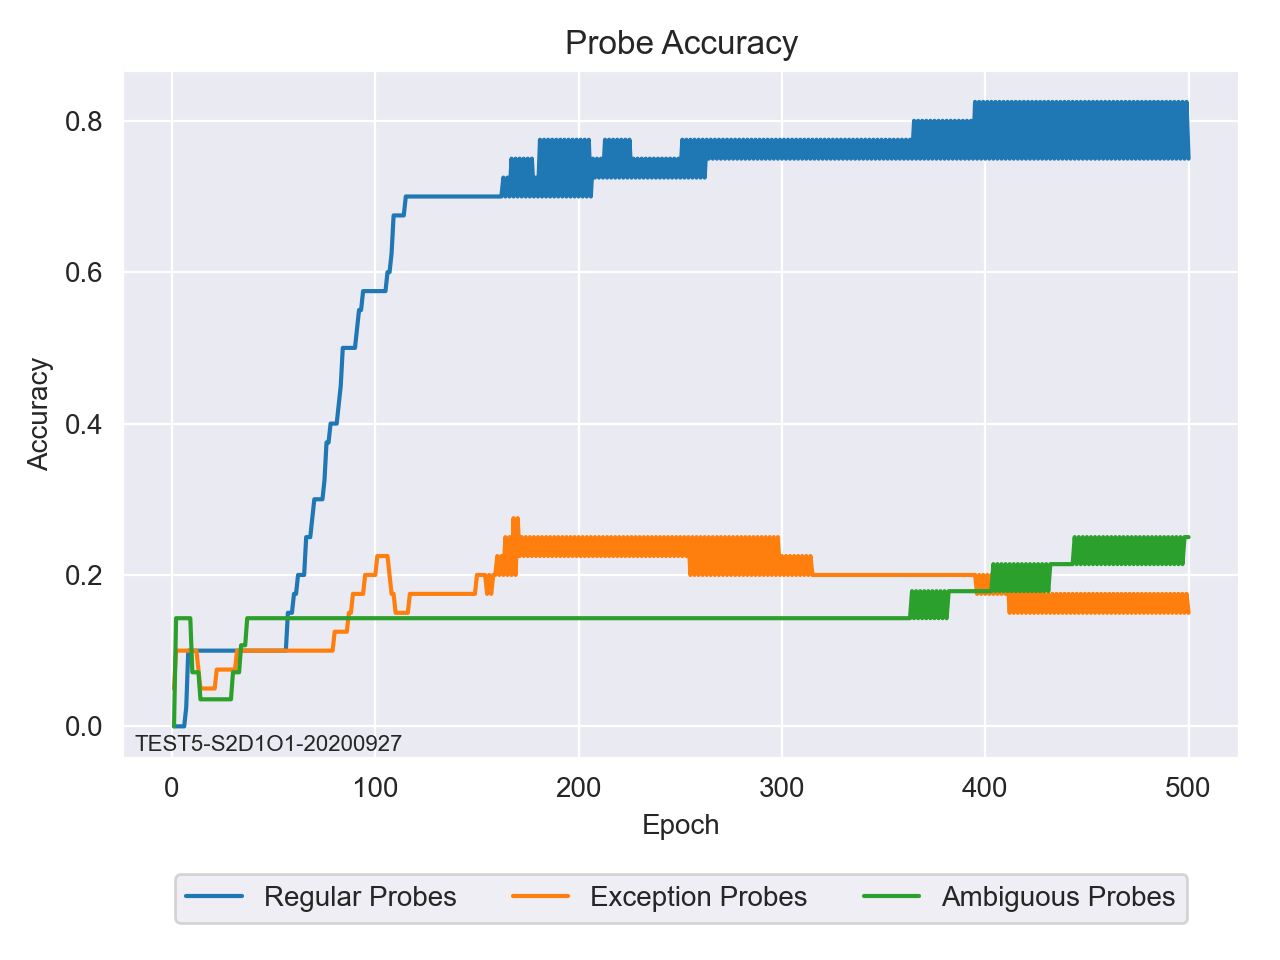 Probe Accuracy
0.8
0.6
0.4
0.2
0.0
Accuracy
TEST5-S2D1O1-20200927
0 100 200 300 400 500
Epoch
Regular Probes Exception Probes Ambiguous Probes